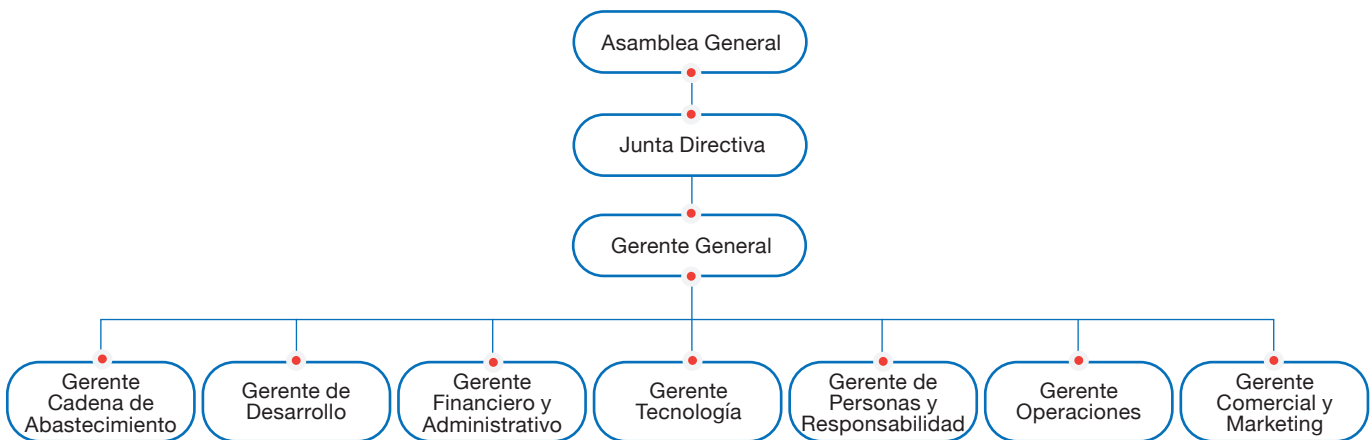 Asamblea General
Junta Directiva
Gerente General
Gerente
Cadena de
Abastecimiento
Gerente de
Desarrollo
Gerente
Financiero y
Administrativo
Gerente
Tecnología
Gerente de
Personas y
Responsabilidad
Gerente
Operaciones
Gerente
Comercial y
Marketing